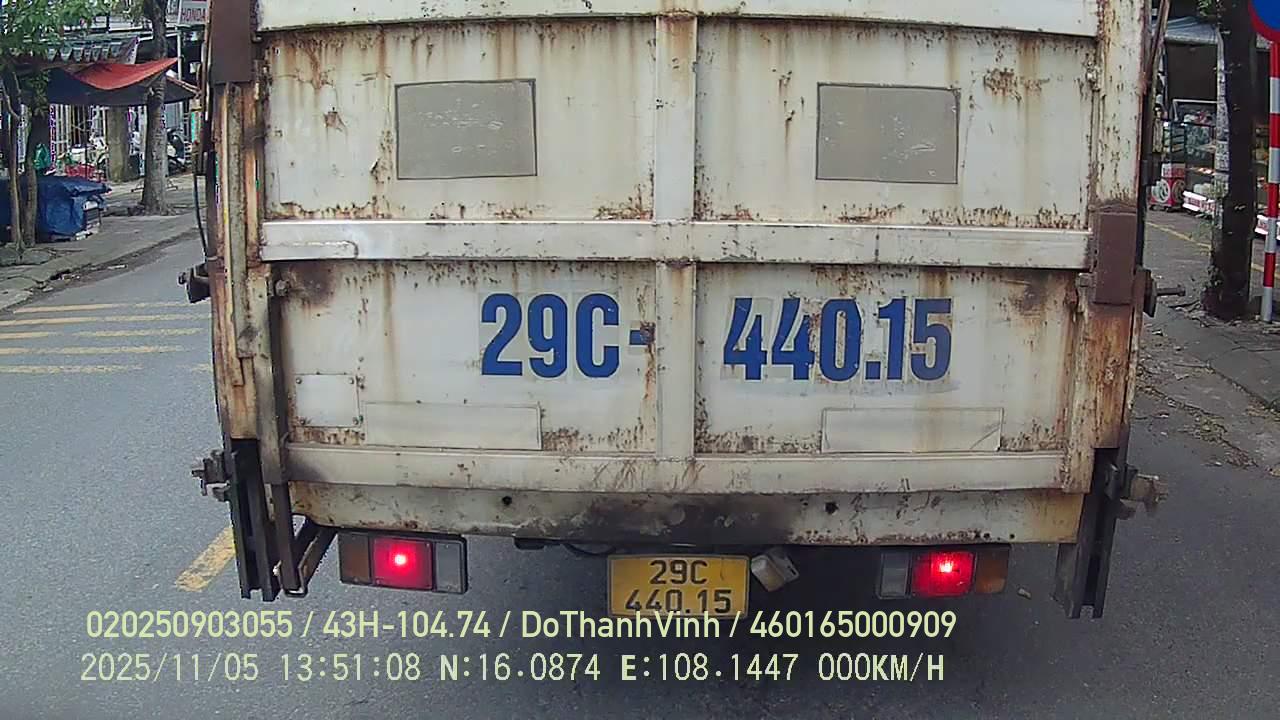 HONDA
29C- 440.15
29C
440.15
020250903055 / 43H-104.74 / DoThanhVinh / 460165000909
2025/11/05 13:51:08 N:16.0874 E:108.1447 000KM/H